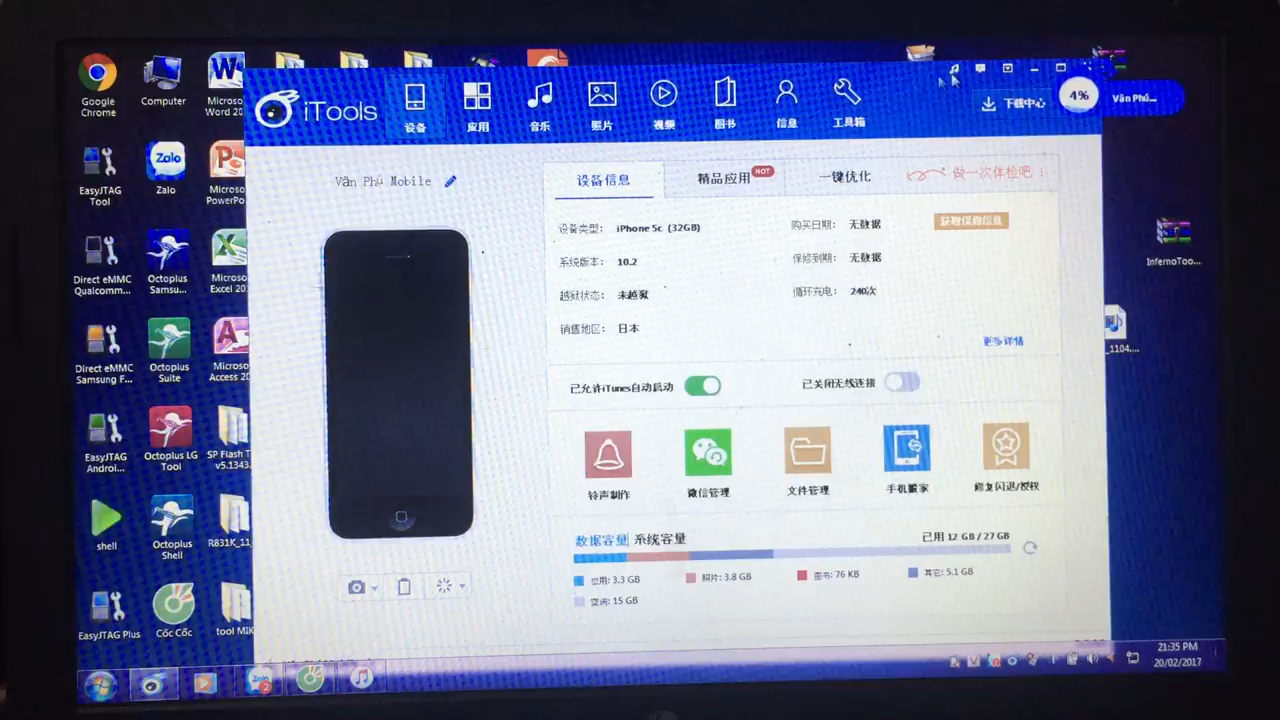 Google Chrome
Computer
Microso... Word 20...
EasyJTAG Tool
Zalo
Zalo
Microso... PowerPo...
Direct eMMC Qualcomm...
Octoplus Samsu...
Microso... Excel 20...
Direct eMMC Samsung F...
Octoplus Suite
Microso... Access 20...
EasyJTAG Androi...
Octoplus LG Tool
SP Flash T v5.1343.
shell
Octoplus Shell
R831K_11_
EasyJTAG Plus
Cốc Cốc
tool MiK
iTools
设备
应用
音乐
照片
视频
图书
信息
工具箱
下载中心
4%
Văn Phú...
Văn Phú Mobile
设备信息
精品应用
HOT
一键优化
做一次体检吧！
设备类型： iPhone 5c (32GB)
购买日期： 无数据
获取保修信息
系统版本： 10.2
保修到期： 无数据
越狱状态： 未越狱
循环充电： 240次
销售地区： 日本
更多详情
已允许iTunes自动启动
已关闭无线连接
铃声制作
微信管理
文件管理
手机搬家
修复闪退/授权
数据容量
系统容量
已用 12 GB / 27 GB
应用: 3.3 GB
照片: 3.8 GB
图书: 76 KB
其它: 5.1 GB
空闲: 15 GB
InfernoToo...
_1104....
21:35 PM
20/02/2017